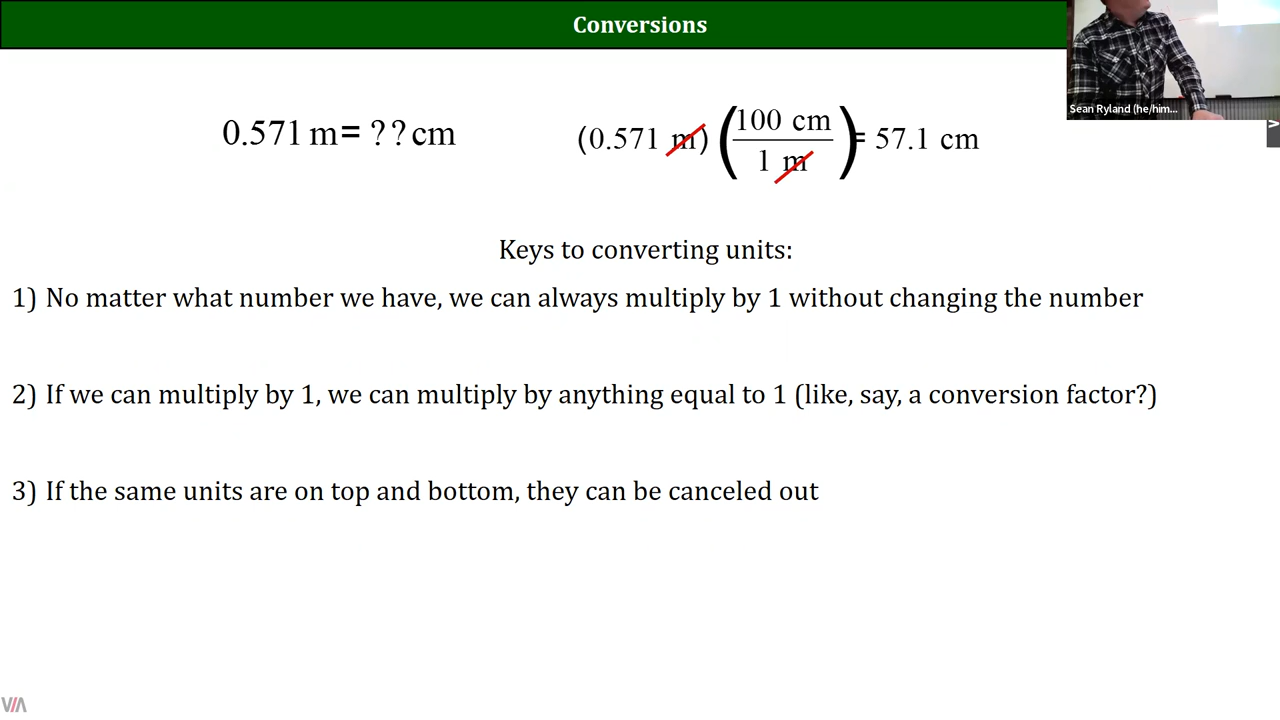 Conversions
Sean Ryland (he/him...
0.571 m = ??cm
(0.571 m) (100 cm / 1 m) = 57.1 cm
Keys to converting units:
1) No matter what number we have, we can always multiply by 1 without changing the number
2) If we can multiply by 1, we can multiply by anything equal to 1 (like, say, a conversion factor?)
3) If the same units are on top and bottom, they can be canceled out
VIA